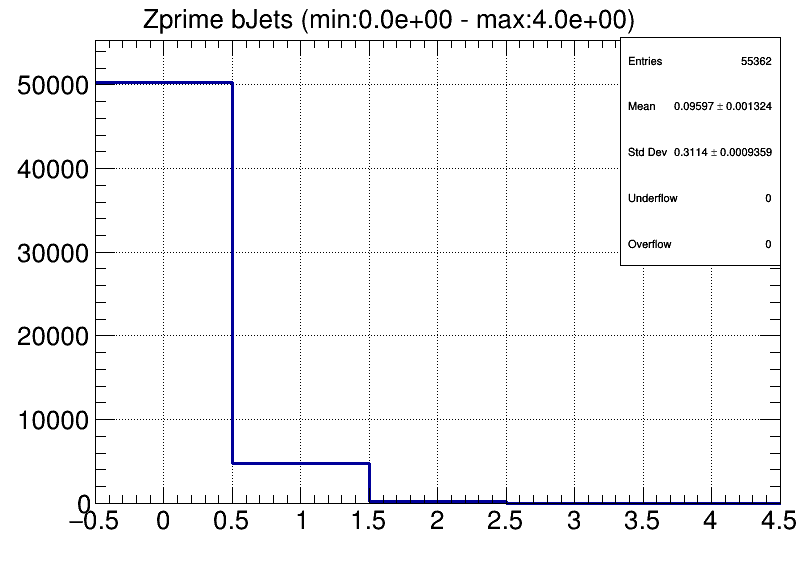 Zprime bJets (min:0.0e+00 - max:4.0e+00)
Entries 55362
Mean 0.09597 ± 0.001324
Std Dev 0.3114 ± 0.0009359
Underflow 0
Overflow 0
50000
40000
30000
20000
10000
0
−0.5 0 0.5 1 1.5 2 2.5 3 3.5 4 4.5